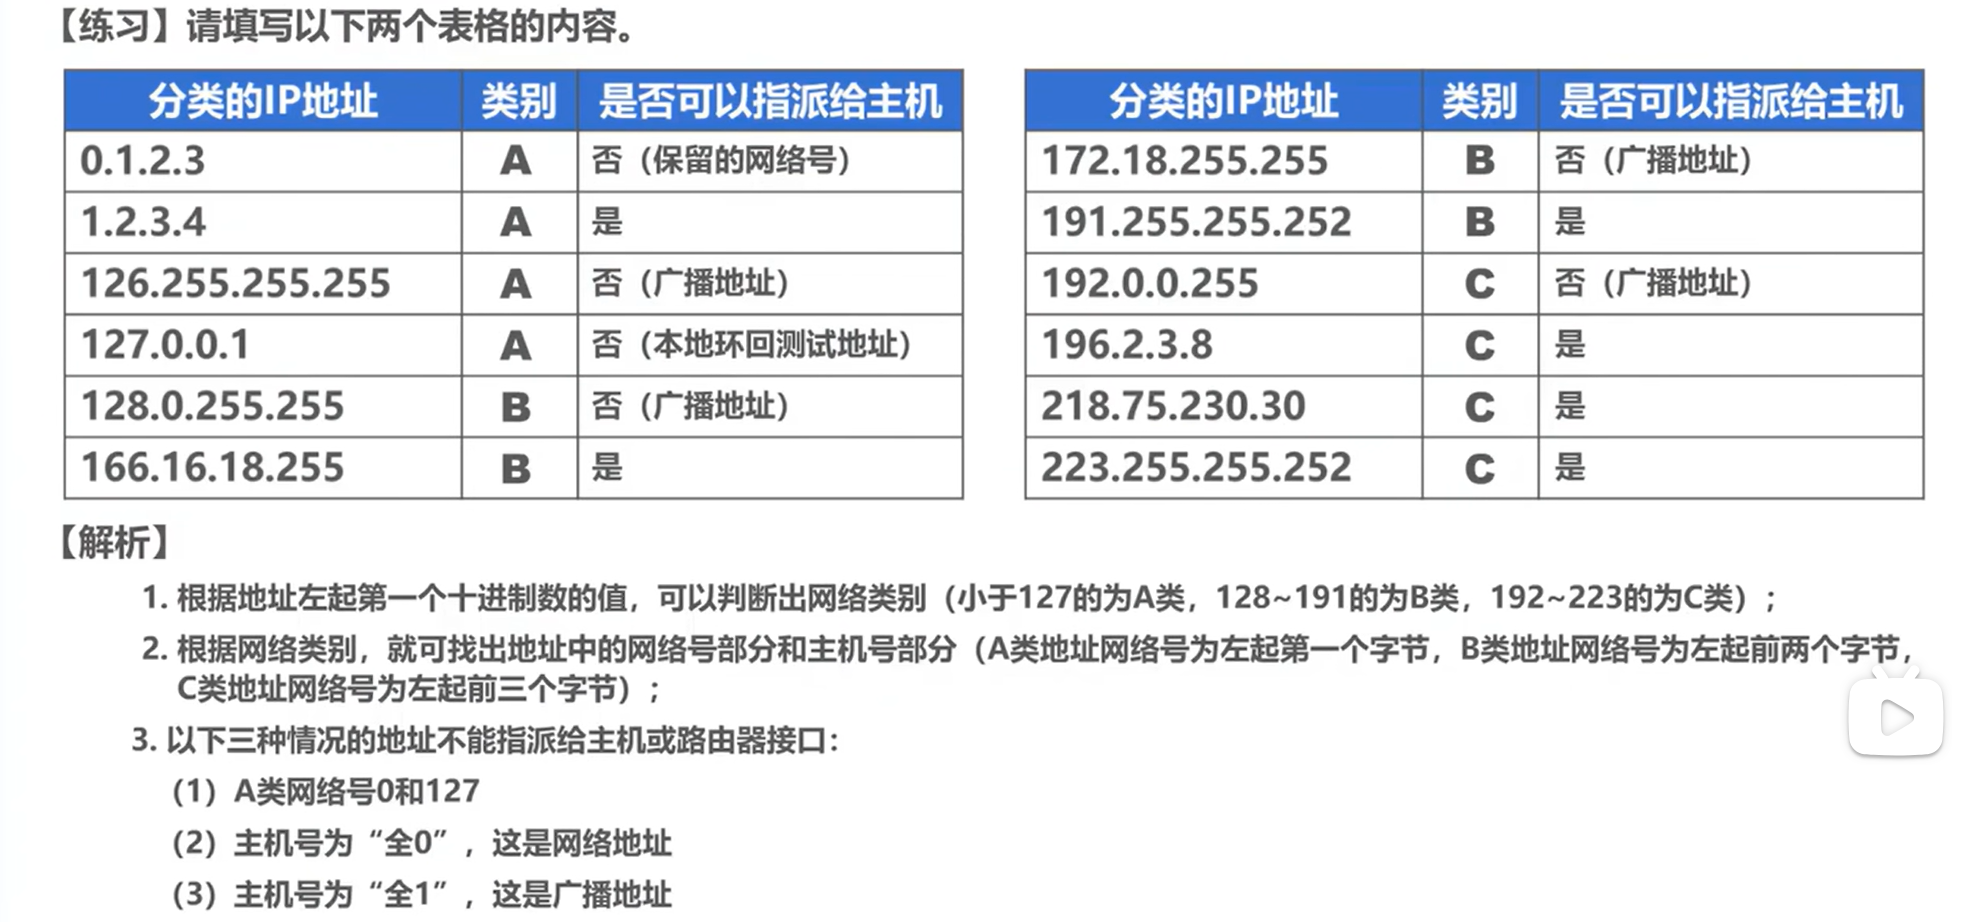 【练习】请填写以下两个表格的内容。
分类的IP地址 类别 是否可以指派给主机
0.1.2.3 A 否（保留的网络号）
1.2.3.4 A 是
126.255.255.255 A 否（广播地址）
127.0.0.1 A 否（本地环回测试地址）
128.0.255.255 B 否（广播地址）
166.16.18.255 B 是
分类的IP地址 类别 是否可以指派给主机
172.18.255.255 B 否（广播地址）
191.255.255.252 B 是
192.0.0.255 C 否（广播地址）
196.2.3.8 C 是
218.75.230.30 C 是
223.255.255.252 C 是
【解析】
1. 根据地址左起第一个十进制数的值，可以判断出网络类别（小于127的为A类，128~191的为B类，192~223的为C类）；
2. 根据网络类别，就可找出地址中的网络号部分和主机号部分（A类地址网络号为左起第一个字节，B类地址网络号为左起前两个字节，
C类地址网络号为左起前三个字节）；
3. 以下三种情况的地址不能指派给主机或路由器接口：
（1）A类网络号0和127
（2）主机号为“全0”，这是网络地址
（3）主机号为“全1”，这是广播地址